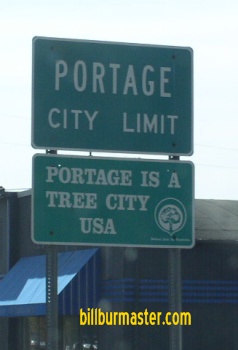 PORTAGE
CITY LIMIT
PORTAGE IS A
TREE CITY
USA
billburmaster.com